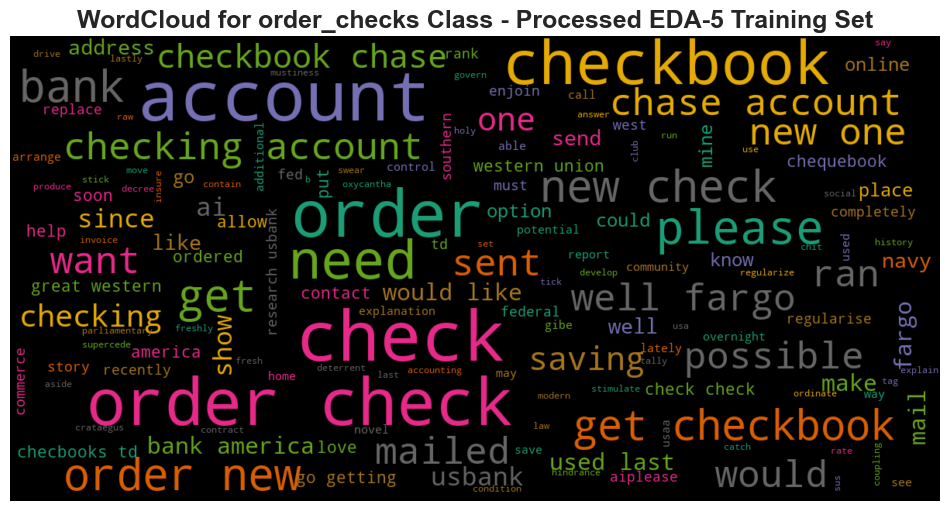 WordCloud for order_checks Class - Processed EDA-5 Training Set
drive
lastly
address
checkbook chase
rank
mustiness
govern
checkbook
say
online
bank
account
enjoin
call
chase account
replace
raw
answer
new one
arrange
checking account
one
send
southern
holy
able
west
club
run
mine
use
chequebook
additional
control
western union
move
stick
insure
go
contain
put
fed
b
swear
produce
decree
oxycantha
must
new check
social
place
soon
ai
order
option
could
please
completely
since
allow
potential
help
invoice
like
td
set
report
know
used
chit
history
want
ordered
research usbank
need
sent
develop
community
regularize
ran
navy
great western
get
contact
would like
tick
federal
well fargo
usa
explanation
gibe
well
overnight
regularise
fargo
checking
parliamentary
freshly
show
supercede
check
lately
tally
possible
america
fresh
saving
explain
story
recently
deterrent
last
accounting
may
home
aside
stimulate
check check
make
tag
way
commerce
order check
modern
ordinate
crataegus
contract
novel
law
get checkbook
usaa
mail
checbooks td
bank america
love
mailed
save
catch
rate
order new
go getting
usbank
used last
hindrance
would
coupling
condition
aiplease
sus
see